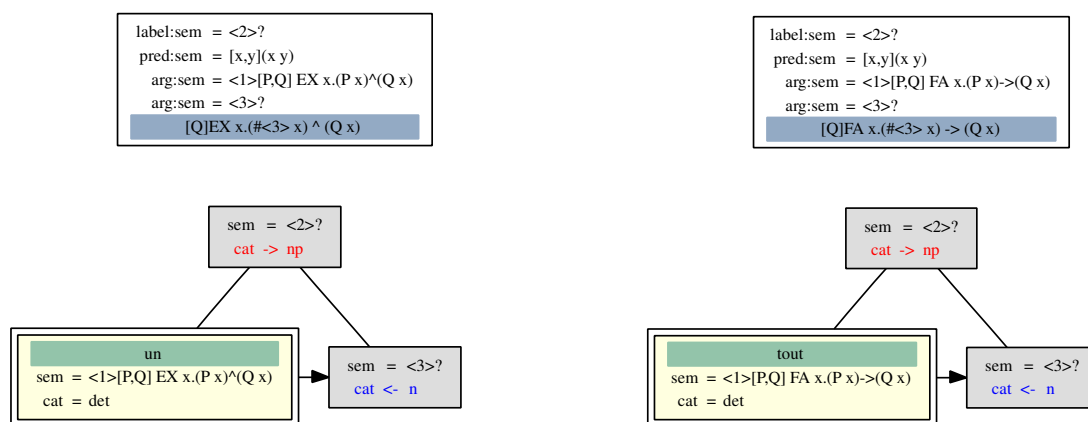 label:sem = <2>?
pred:sem = [x,y](x y)
arg:sem = <1>[P,Q] EX x.(P x)^(Q x)
arg:sem = <3>?
[Q]EX x.(#<3> x) ^ (Q x)
sem = <2>?
cat -> np
un
sem = <1>[P,Q] EX x.(P x)^(Q x)
cat = det
sem = <3>?
cat <- n
label:sem = <2>?
pred:sem = [x,y](x y)
arg:sem = <1>[P,Q] FA x.(P x)->(Q x)
arg:sem = <3>?
[Q]FA x.(#<3> x) -> (Q x)
sem = <2>?
cat -> np
tout
sem = <1>[P,Q] FA x.(P x)->(Q x)
cat = det
sem = <3>?
cat <- n